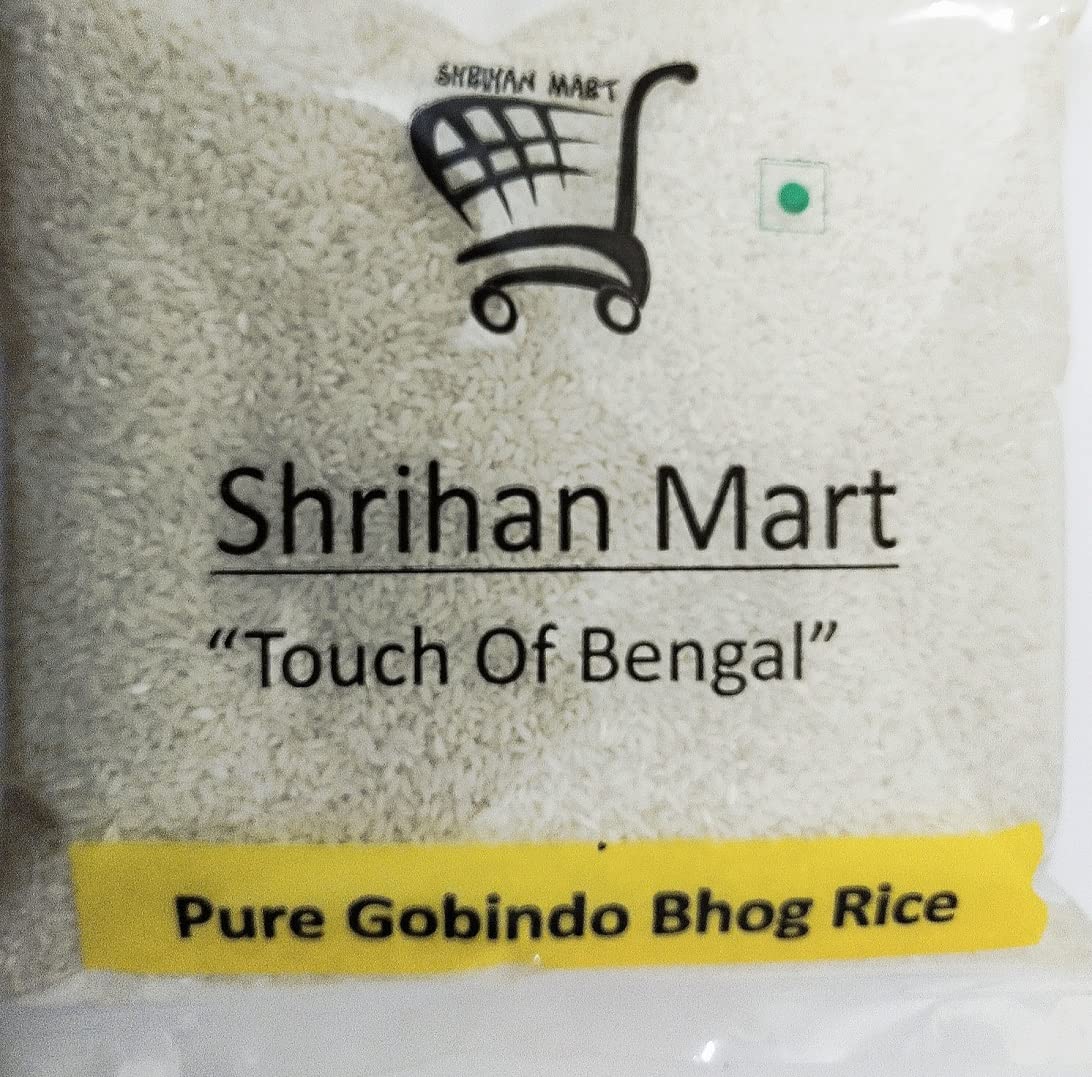 SHRIHAN MART
Shrihan Mart
“Touch Of Bengal”
Pure Gobindo Bhog Rice